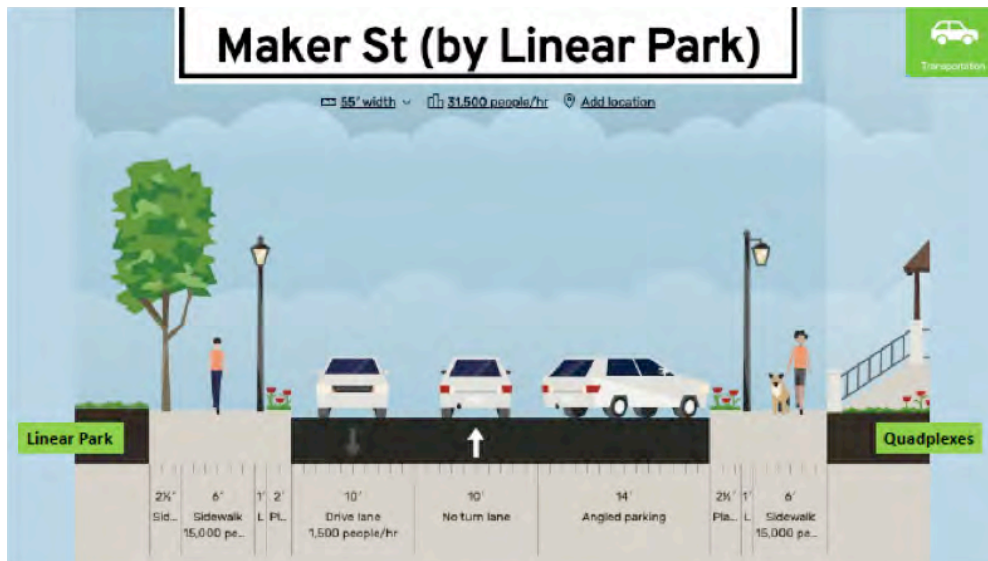 Maker St (by Linear Park)
Transportation
55' width 31,500 people/hr Add location
Linear Park
Quadplexes
2½' 6' 1' 2' 10' 10' 14' 2½' 1' 6'
Sid... Sidewalk L PL... Drive lane No turn lane Angled parking Pla... L Sidewalk
15,000 pe... 1,500 people/hr 15,000 pe...